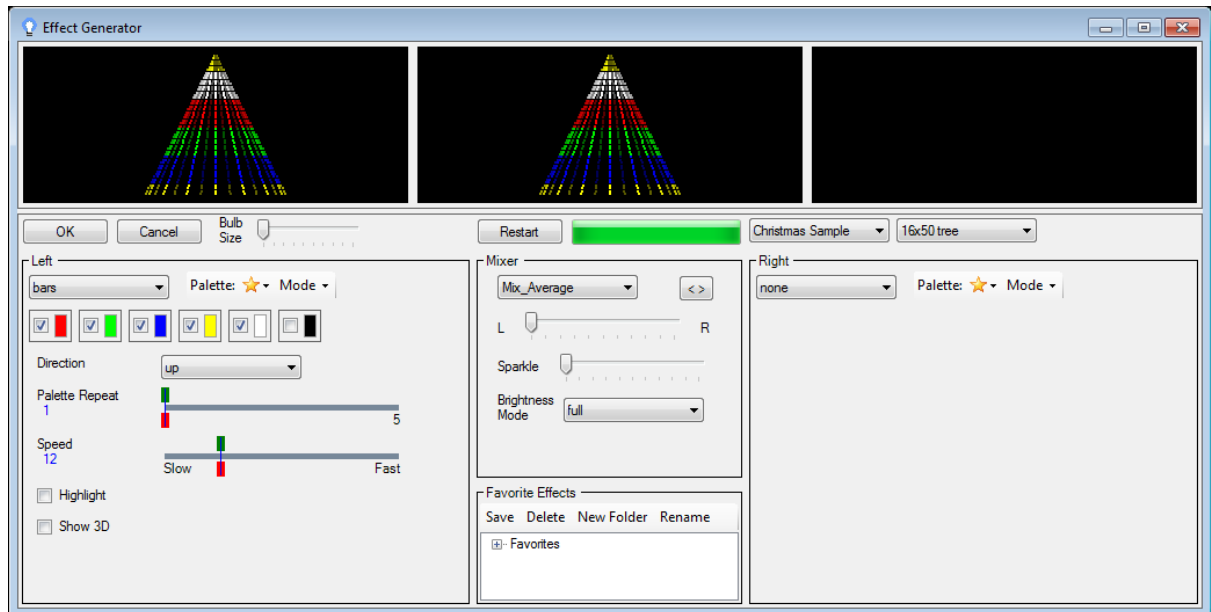 Effect Generator
OK
Cancel
Bulb
Size
Restart
Christmas Sample
16x50 tree
Left
bars
Palette:
Mode
Direction
up
Palette Repeat
1
5
Speed
12
Slow
Fast
Highlight
Show 3D
Mixer
Mix_Average
< >
L
R
Sparkle
Brightness
Mode
full
Favorite Effects
Save Delete New Folder Rename
Favorites
Right
none
Palette:
Mode